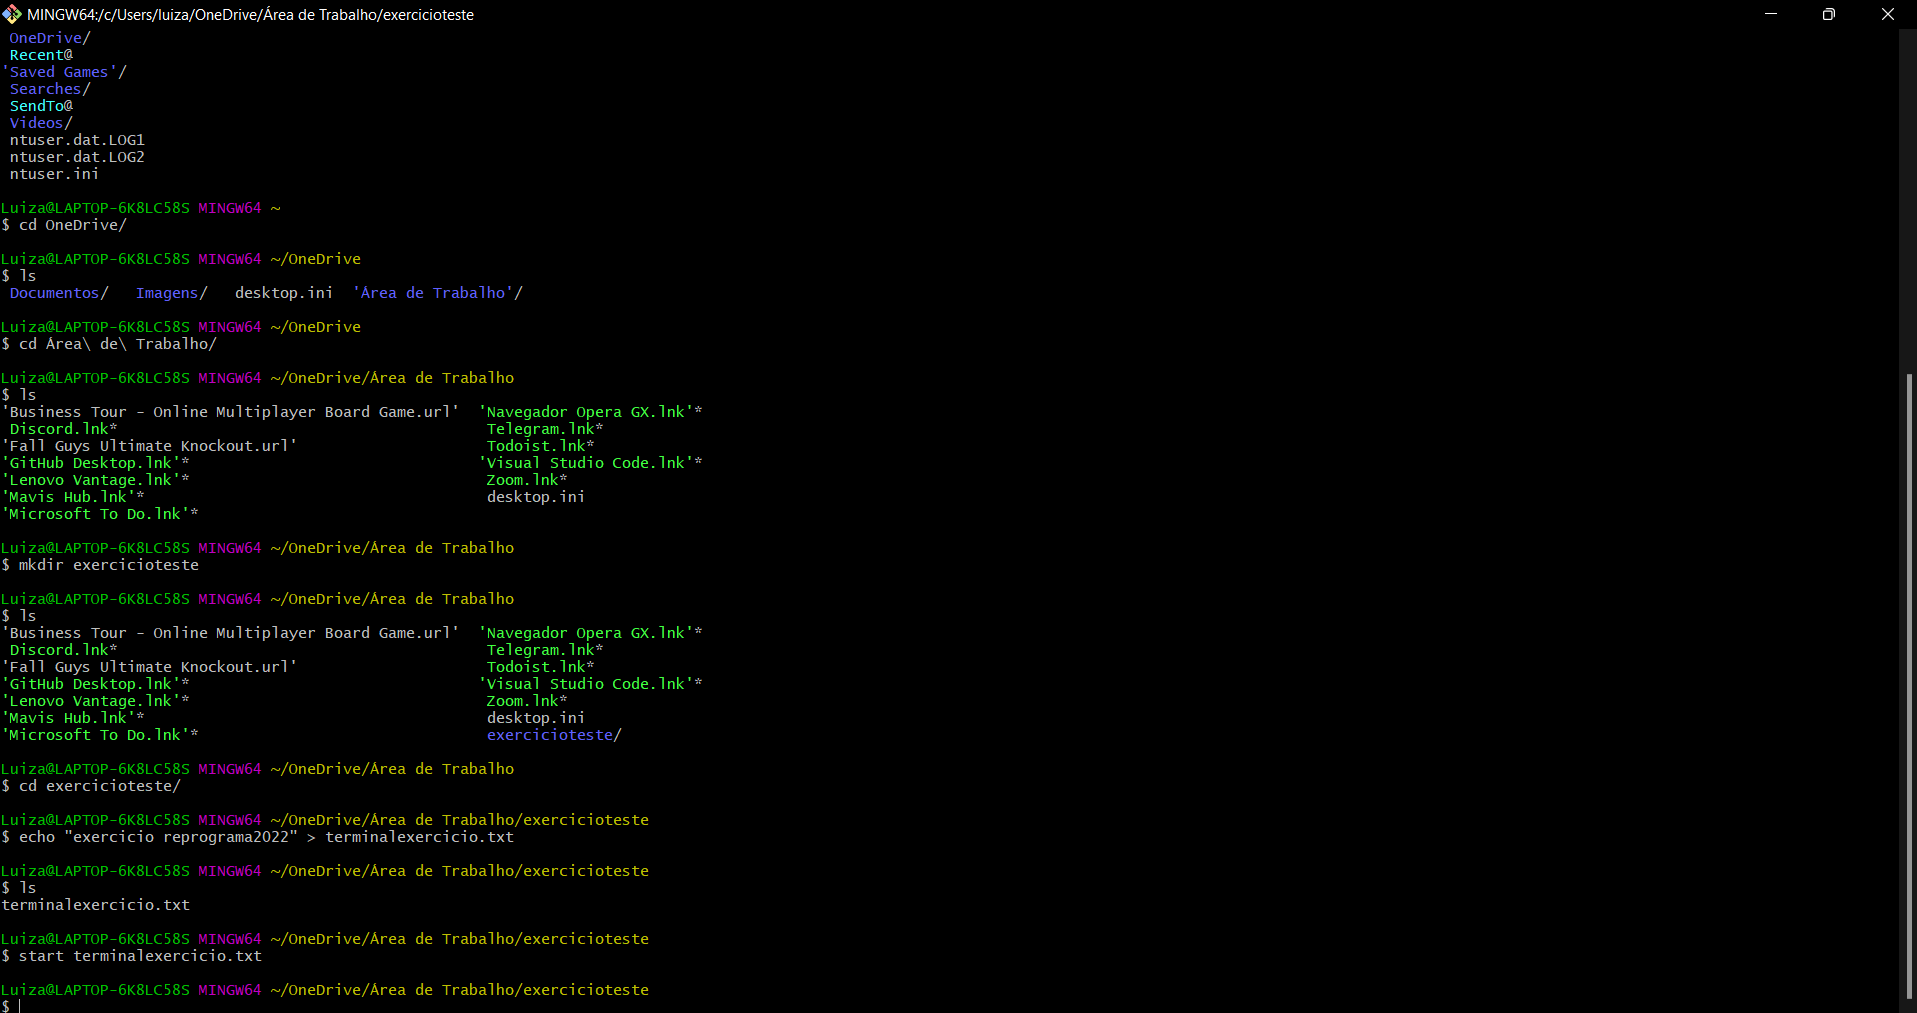 MINGW64:/c/Users/luiza/OneDrive/Área de Trabalho/exercicioteste
OneDrive/
Recent@
'Saved Games'/
Searches/
SendTo@
Videos/
ntuser.dat.LOG1
ntuser.dat.LOG2
ntuser.ini
Luiza@LAPTOP-6K8LC58S MINGW64 ~
$ cd OneDrive/
Luiza@LAPTOP-6K8LC58S MINGW64 ~/OneDrive
$ ls
Documentos/   Imagens/   desktop.ini  'Área de Trabalho'/
Luiza@LAPTOP-6K8LC58S MINGW64 ~/OneDrive
$ cd Área\ de\ Trabalho/
Luiza@LAPTOP-6K8LC58S MINGW64 ~/OneDrive/Área de Trabalho
$ ls
'Business Tour - Online Multiplayer Board Game.url'  'Navegador Opera GX.lnk'*
Discord.lnk*                                          Telegram.lnk*
'Fall Guys Ultimate Knockout.url'                     Todoist.lnk*
'GitHub Desktop.lnk'*                                'Visual Studio Code.lnk'*
'Lenovo Vantage.lnk'*                                 Zoom.lnk*
'Mavis Hub.lnk'*                                      desktop.ini
'Microsoft To Do.lnk'*
Luiza@LAPTOP-6K8LC58S MINGW64 ~/OneDrive/Área de Trabalho
$ mkdir exercicioteste
Luiza@LAPTOP-6K8LC58S MINGW64 ~/OneDrive/Área de Trabalho
$ ls
'Business Tour - Online Multiplayer Board Game.url'  'Navegador Opera GX.lnk'*
Discord.lnk*                                          Telegram.lnk*
'Fall Guys Ultimate Knockout.url'                     Todoist.lnk*
'GitHub Desktop.lnk'*                                'Visual Studio Code.lnk'*
'Lenovo Vantage.lnk'*                                 Zoom.lnk*
'Mavis Hub.lnk'*                                      desktop.ini
'Microsoft To Do.lnk'*                                exercicioteste/
Luiza@LAPTOP-6K8LC58S MINGW64 ~/OneDrive/Área de Trabalho
$ cd exercicioteste/
Luiza@LAPTOP-6K8LC58S MINGW64 ~/OneDrive/Área de Trabalho/exercicioteste
$ echo "exercicio reprograma2022" > terminalexercicio.txt
Luiza@LAPTOP-6K8LC58S MINGW64 ~/OneDrive/Área de Trabalho/exercicioteste
$ ls
terminalexercicio.txt
Luiza@LAPTOP-6K8LC58S MINGW64 ~/OneDrive/Área de Trabalho/exercicioteste
$ start terminalexercicio.txt
Luiza@LAPTOP-6K8LC58S MINGW64 ~/OneDrive/Área de Trabalho/exercicioteste
$